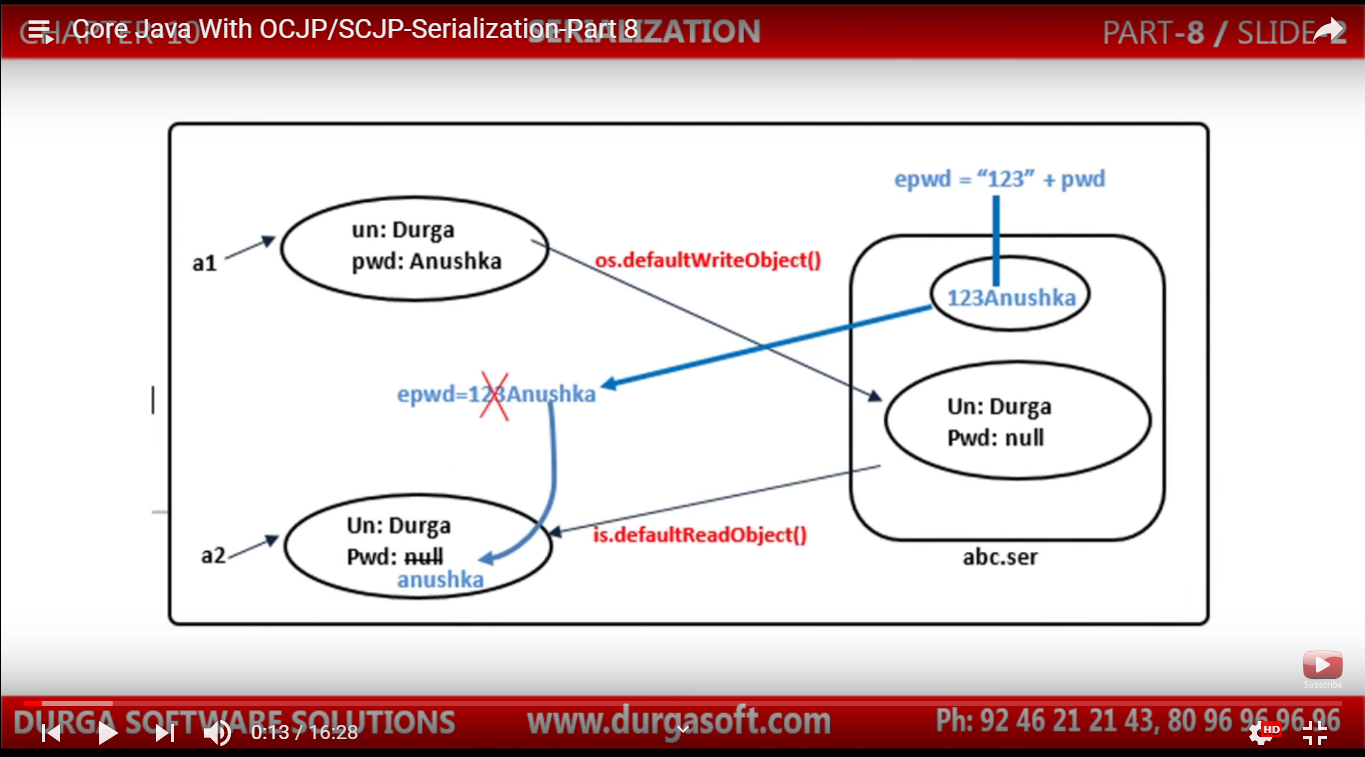 CHAPTER-10
Core Java With OCJP/SCJP-Serialization-Part 8
SERIALIZATION
PART-8 / SLIDE-2
epwd = “123” + pwd
un: Durga
pwd: Anushka
a1
os.defaultWriteObject()
123Anushka
epwd=123Anushka
Un: Durga
Pwd: null
Un: Durga
Pwd: null
anushka
a2
is.defaultReadObject()
abc.ser
Subscribe
DURGA SOFTWARE SOLUTIONS
www.durgasoft.com
Ph: 92 46 21 21 43, 80 96 96 96 96
0:13 / 16:28
HD